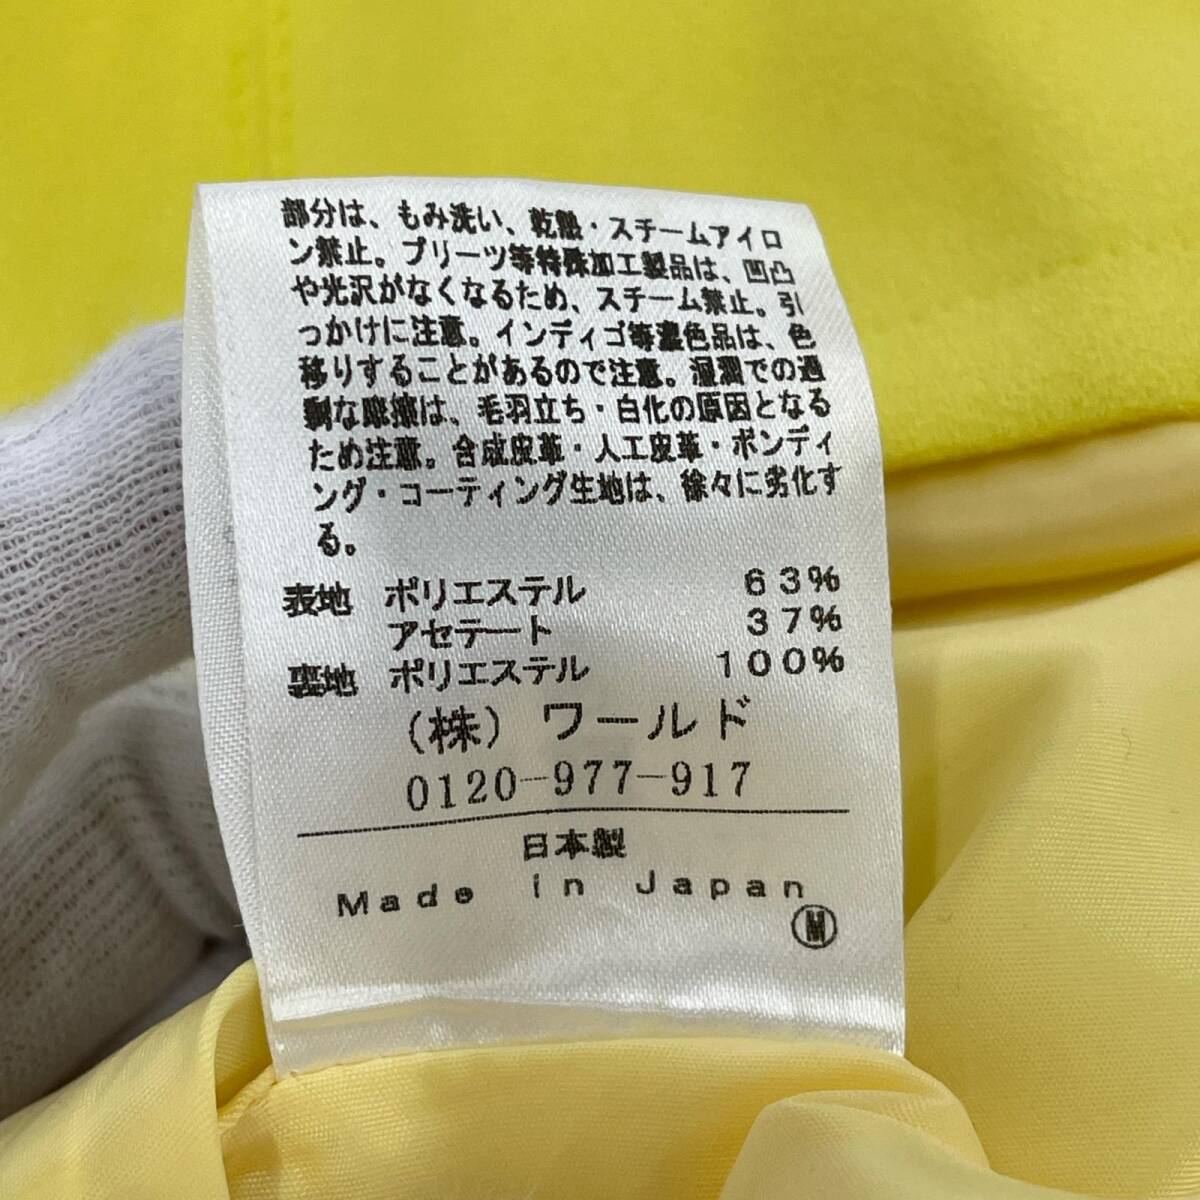 部分は、もみ洗い、乾熱・スチームアイロ
ン禁止。プリーツ等特殊加工製品は、凹凸
や光沢がなくなるため、スチーム禁止。引
っかけに注意。インディゴ等濃色品は、色
移りすることがあるので注意。湿潤での過
剰な摩擦は、毛羽立ち・白化の原因となる
ため注意。合成皮革・人工皮革・ボンディ
ング・コーティング生地は、徐々に劣化す
る。
表地 ポリエステル 63%
アセテート 37%
裏地 ポリエステル 100%
(株) ワールド
0120-977-917
日本製
Made in Japan
Ⓜ